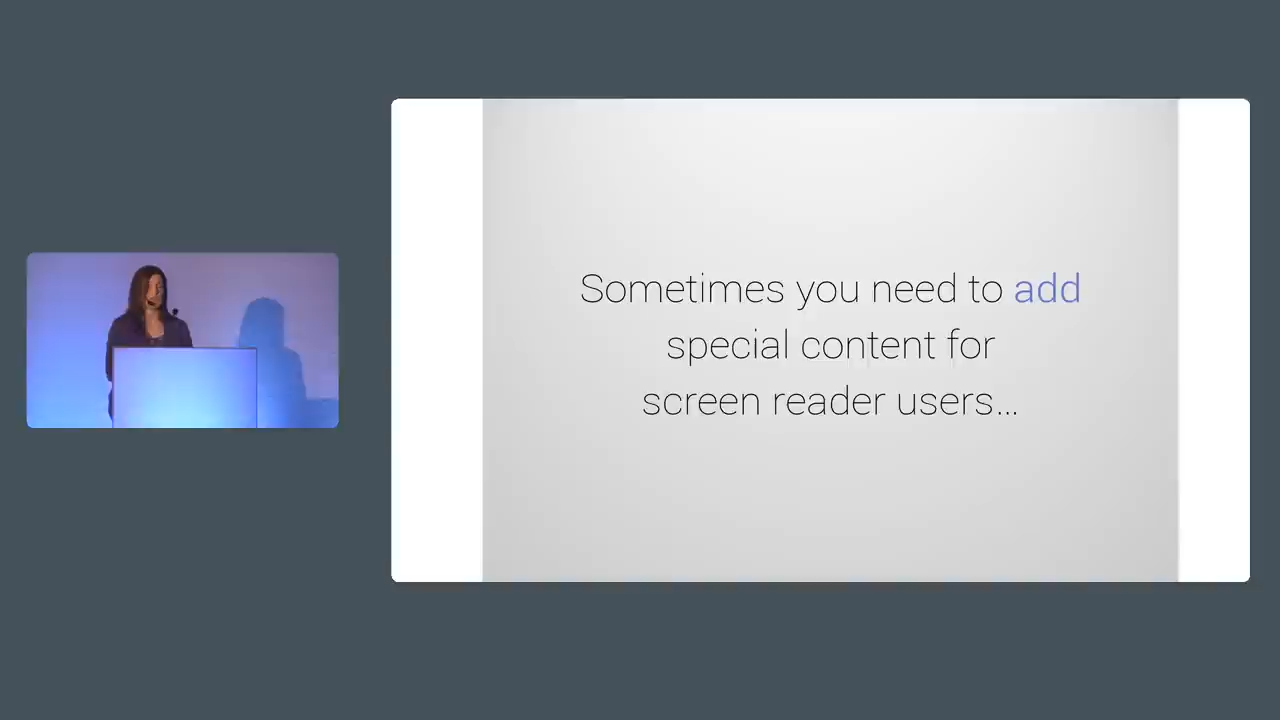 Sometimes you need to add
special content for
screen reader users...